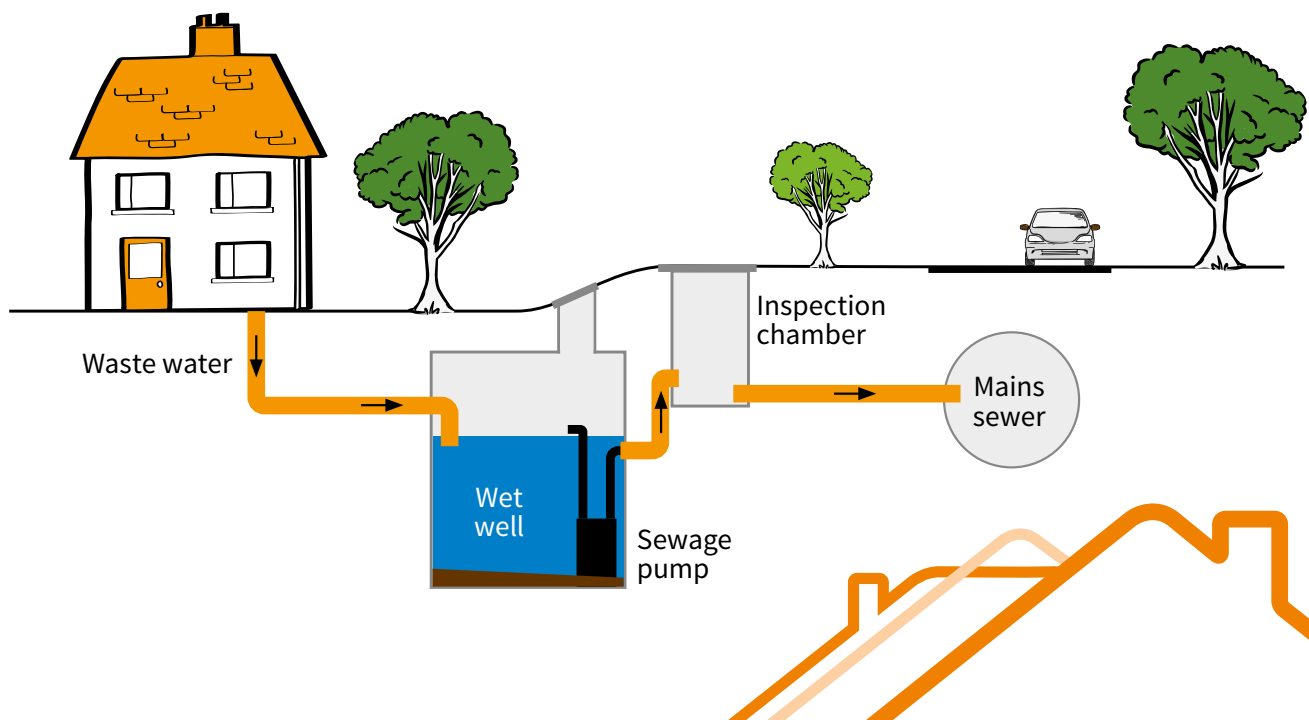 Waste water
Inspection
chamber
Mains
sewer
Wet
well
Sewage
pump